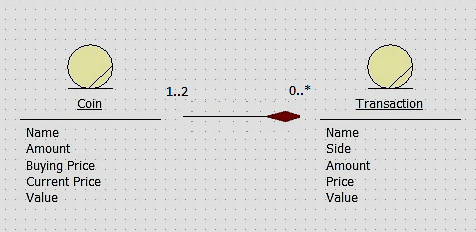 1..2
0..*
Coin
Transaction
Name
Amount
Buying Price
Current Price
Value
Name
Side
Amount
Price
Value